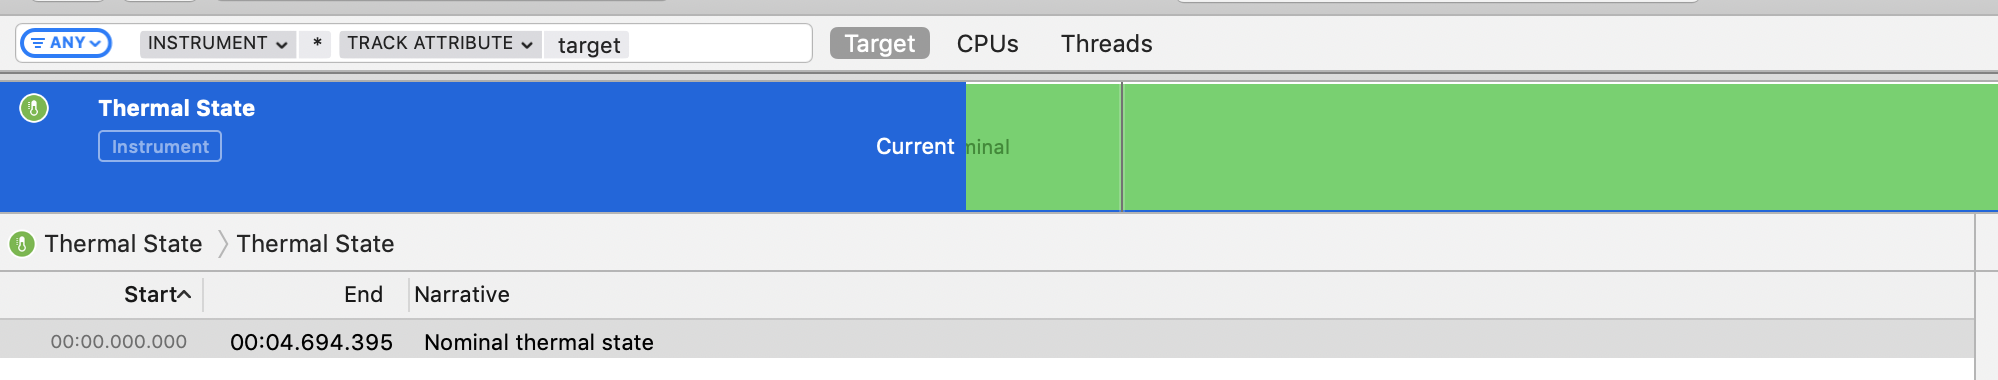 ANY INSTRUMENT * TRACK ATTRIBUTE target Target CPUs Threads
Thermal State
Instrument
Current minal
Thermal State Thermal State
Start End Narrative
00:00.000.000 00:04.694.395 Nominal thermal state